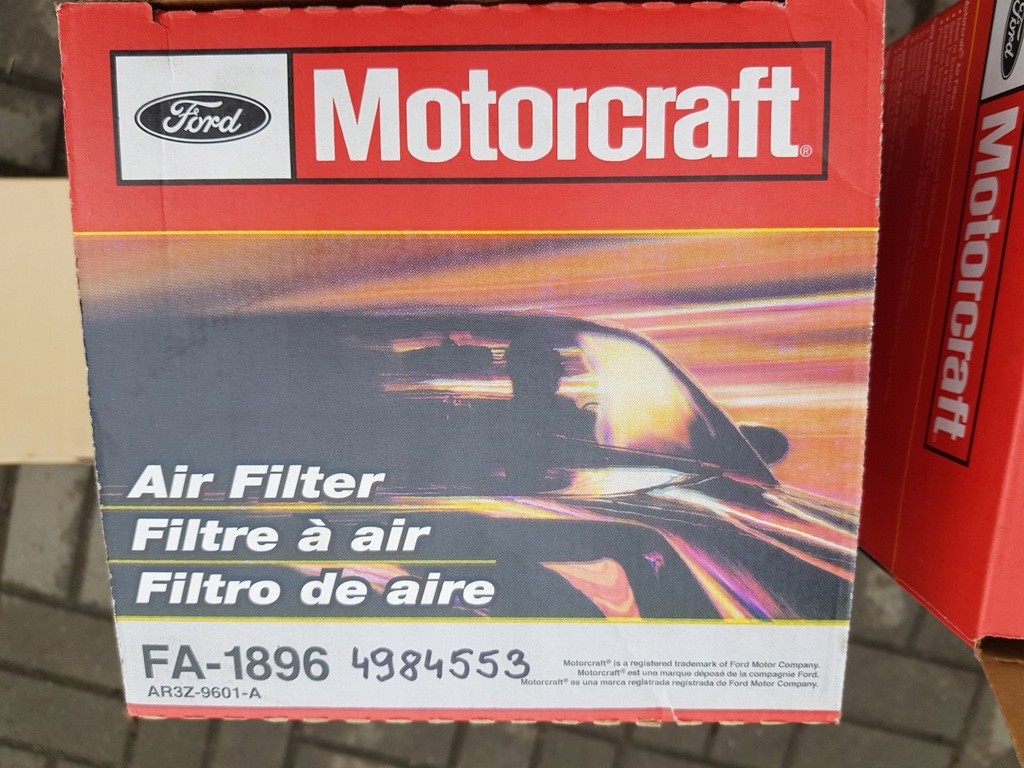 Ford
Motorcraft®
Air Filter
Filtre à air
Filtro de aire
FA-1896 4984553
AR3Z-9601-A
Motorcraft® is a registered trademark of Ford Motor Company.
Motorcraft® est une marque déposé de la compagnie Ford.
Motorcraft® es una marca registrada registrada de Ford Motor Company.
Ford
Motorcraft